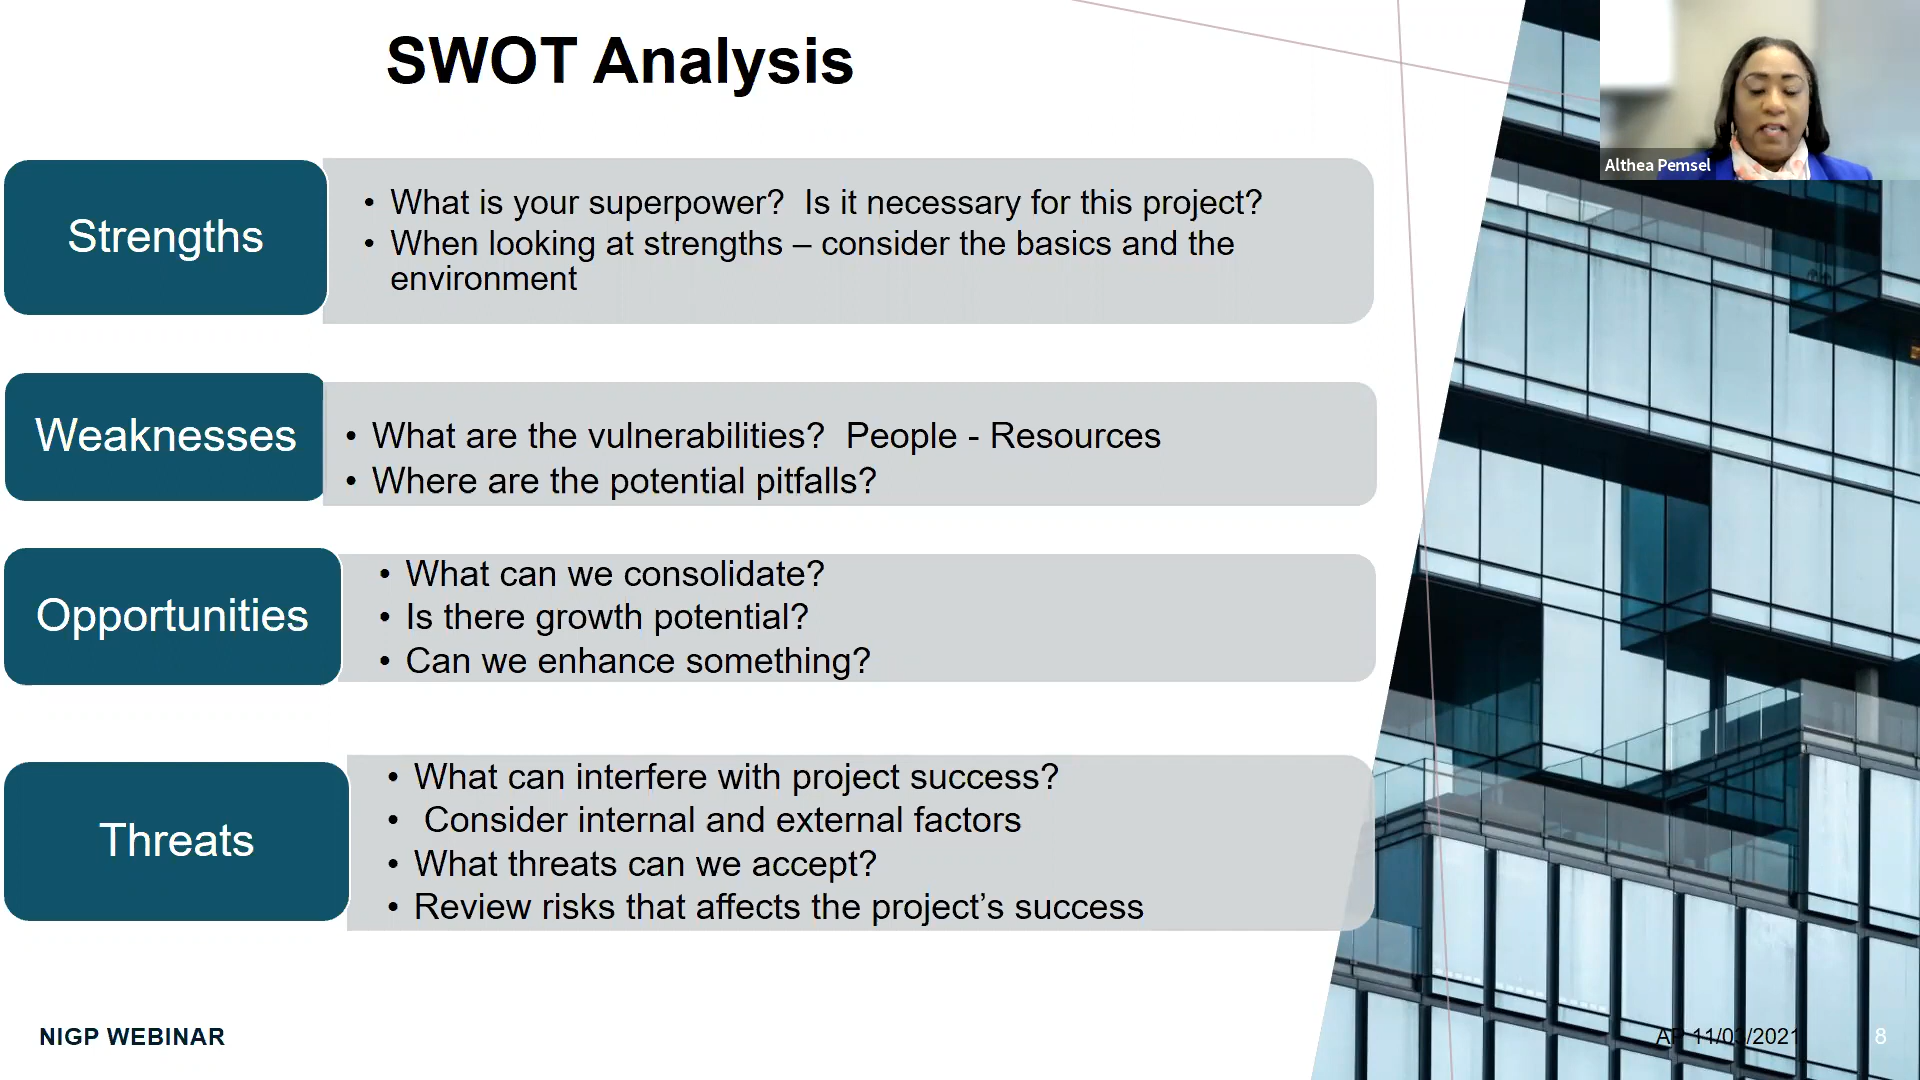 SWOT Analysis
Althea Pemsel
Strengths
• What is your superpower?  Is it necessary for this project?
• When looking at strengths – consider the basics and the
environment
Weaknesses
• What are the vulnerabilities?  People - Resources
• Where are the potential pitfalls?
Opportunities
• What can we consolidate?
• Is there growth potential?
• Can we enhance something?
Threats
• What can interfere with project success?
•  Consider internal and external factors
• What threats can we accept?
• Review risks that affects the project’s success
NIGP WEBINAR
AP 11/03/2021
8